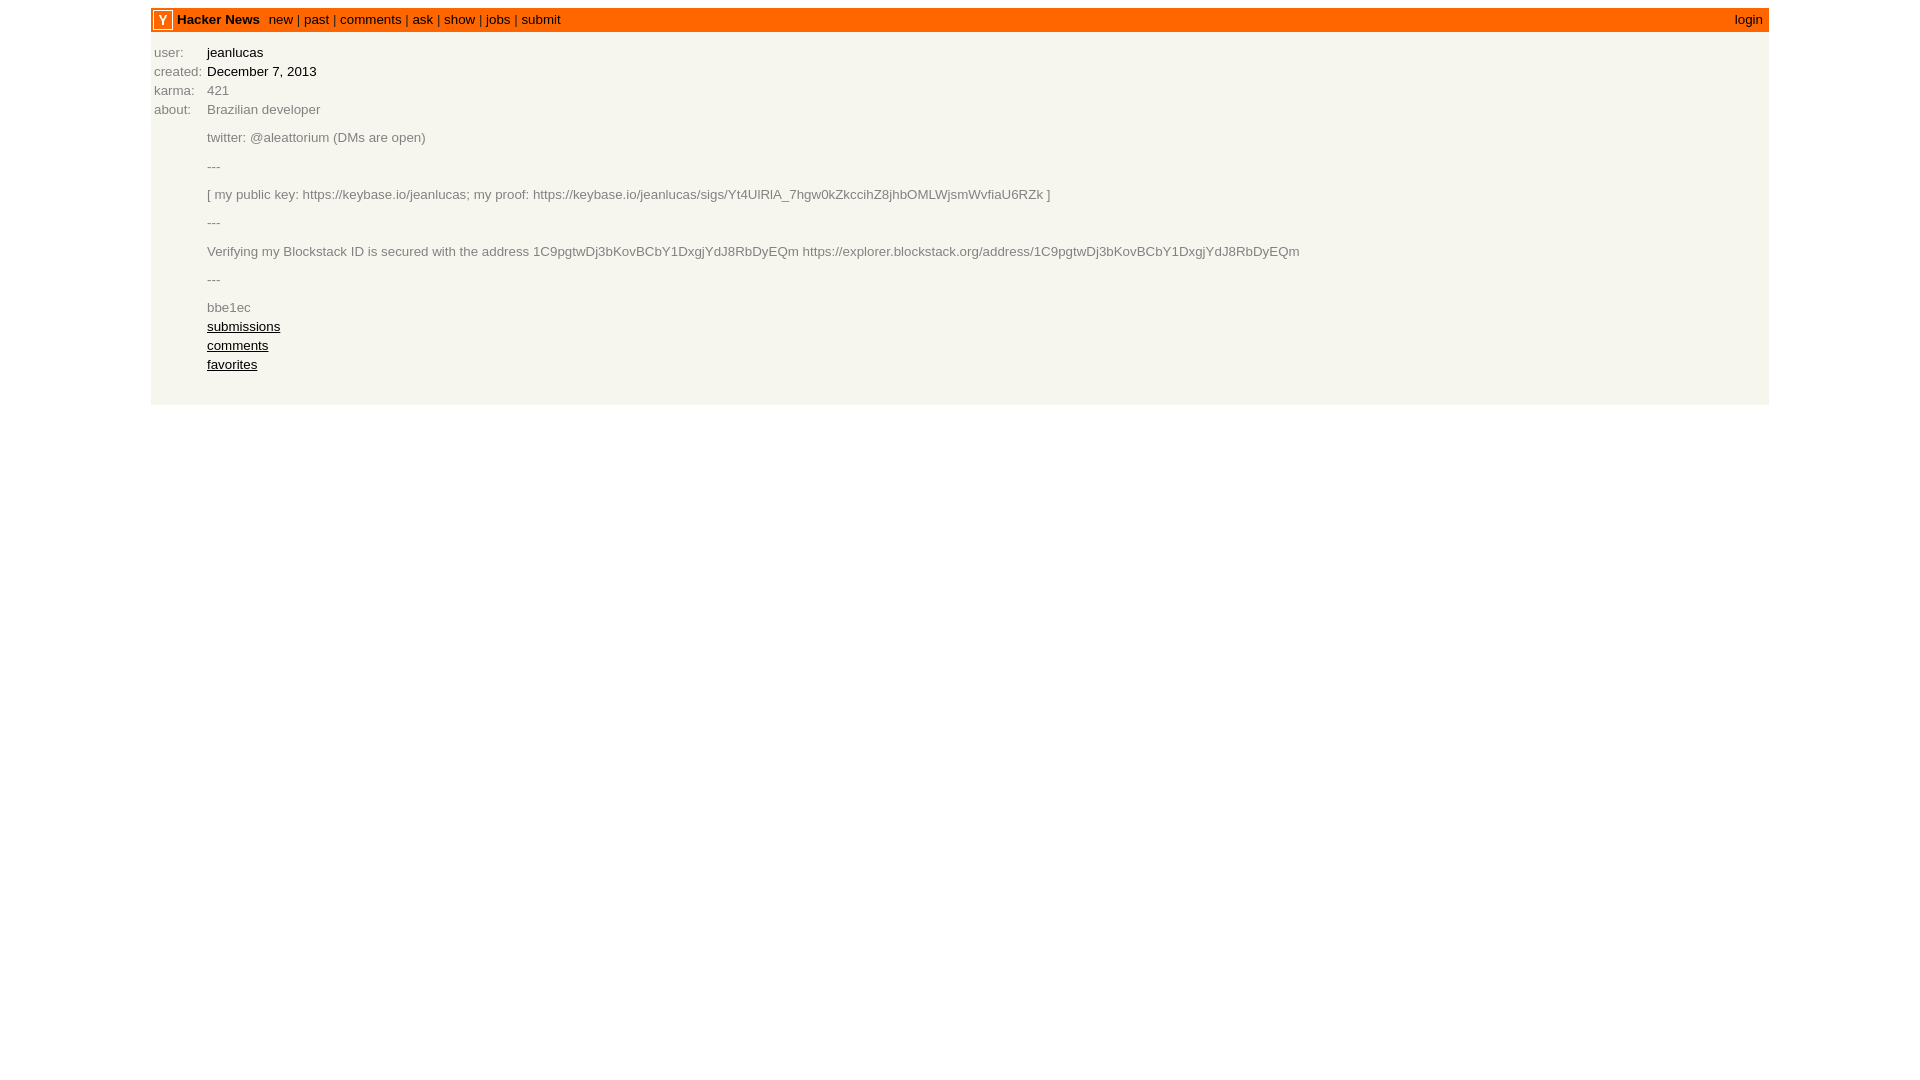 Y Hacker News new | past | comments | ask | show | jobs | submit login
user: jeanlucas
created: December 7, 2013
karma: 421
about: Brazilian developer
twitter: @aleattorium (DMs are open)
---
[ my public key: https://keybase.io/jeanlucas; my proof: https://keybase.io/jeanlucas/sigs/Yt4UlRlA_7hgw0kZkccihZ8jhbOMLWjsmWvfiaU6RZk ]
---
Verifying my Blockstack ID is secured with the address 1C9pgtwDj3bKovBCbY1DxgjYdJ8RbDyEQm https://explorer.blockstack.org/address/1C9pgtwDj3bKovBCbY1DxgjYdJ8RbDyEQm
---
bbe1ec
submissions
comments
favorites